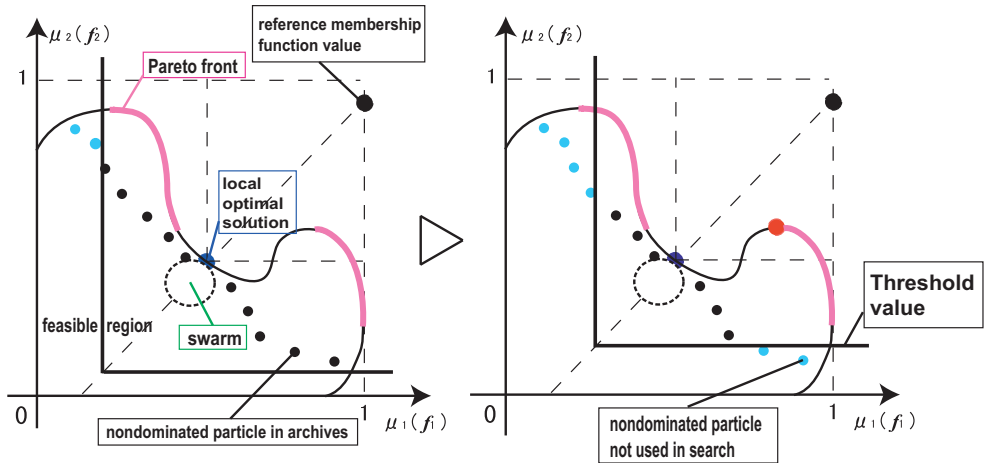 μ₂(f₂)
1
Pareto front
reference membership
function value
local
optimal
solution
feasible region
swarm
0
1
μ₁(f₁)
nondominated particle in archives
μ₂(f₂)
1
Threshold
value
0
1
μ₁(f₁)
nondominated particle
not used in search